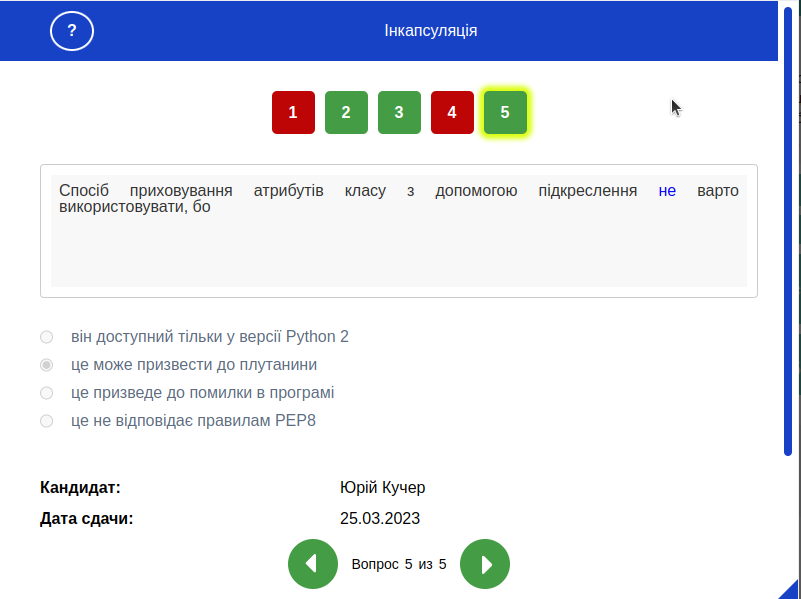 ?
Інкапсуляція
1 2 3 4 5
Спосіб приховування атрибутів класу з допомогою підкреслення не варто
використовувати, бо
він доступний тільки у версії Python 2
це може призвести до плутанини
це призведе до помилки в програмі
це не відповідає правилам PEP8
Кандидат: Юрій Кучер
Дата сдачи: 25.03.2023
Вопрос 5 из 5